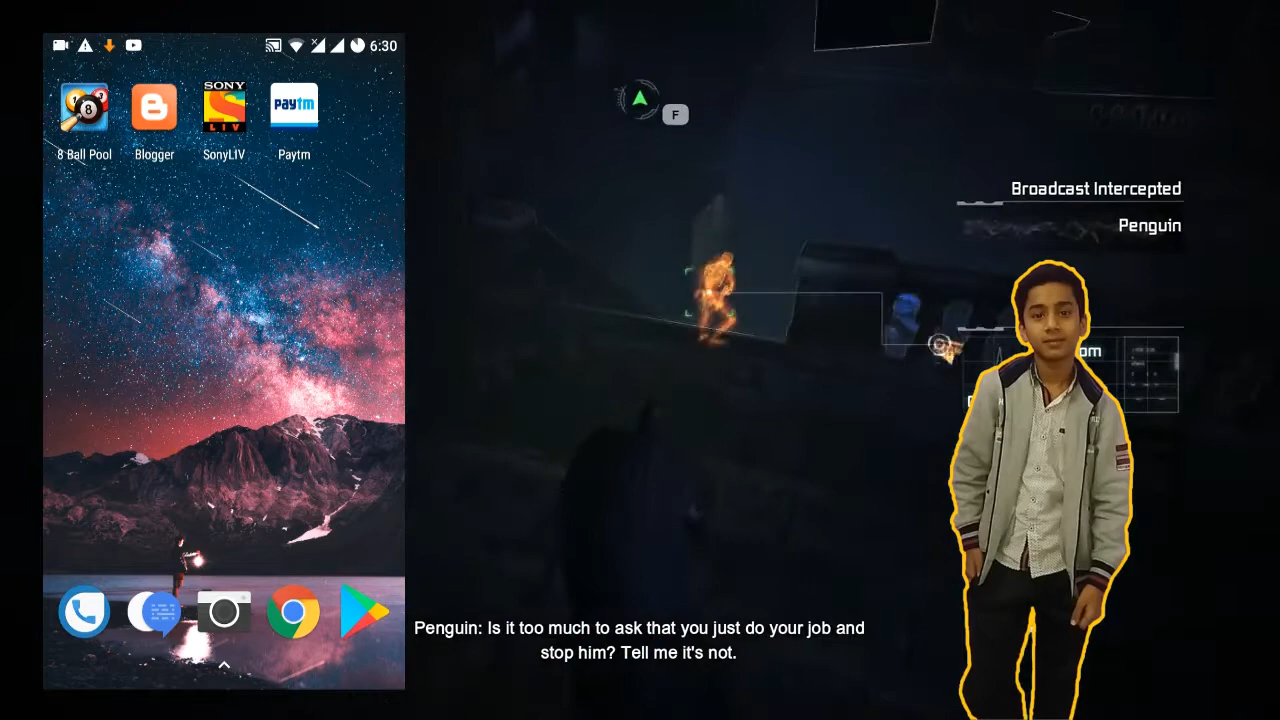 6:30
SONY
LIV
paytm
8 Ball Pool
Blogger
SonyLIV
Paytm
F
Broadcast Intercepted
Penguin
om
Penguin: Is it too much to ask that you just do your job and
stop him? Tell me it's not.